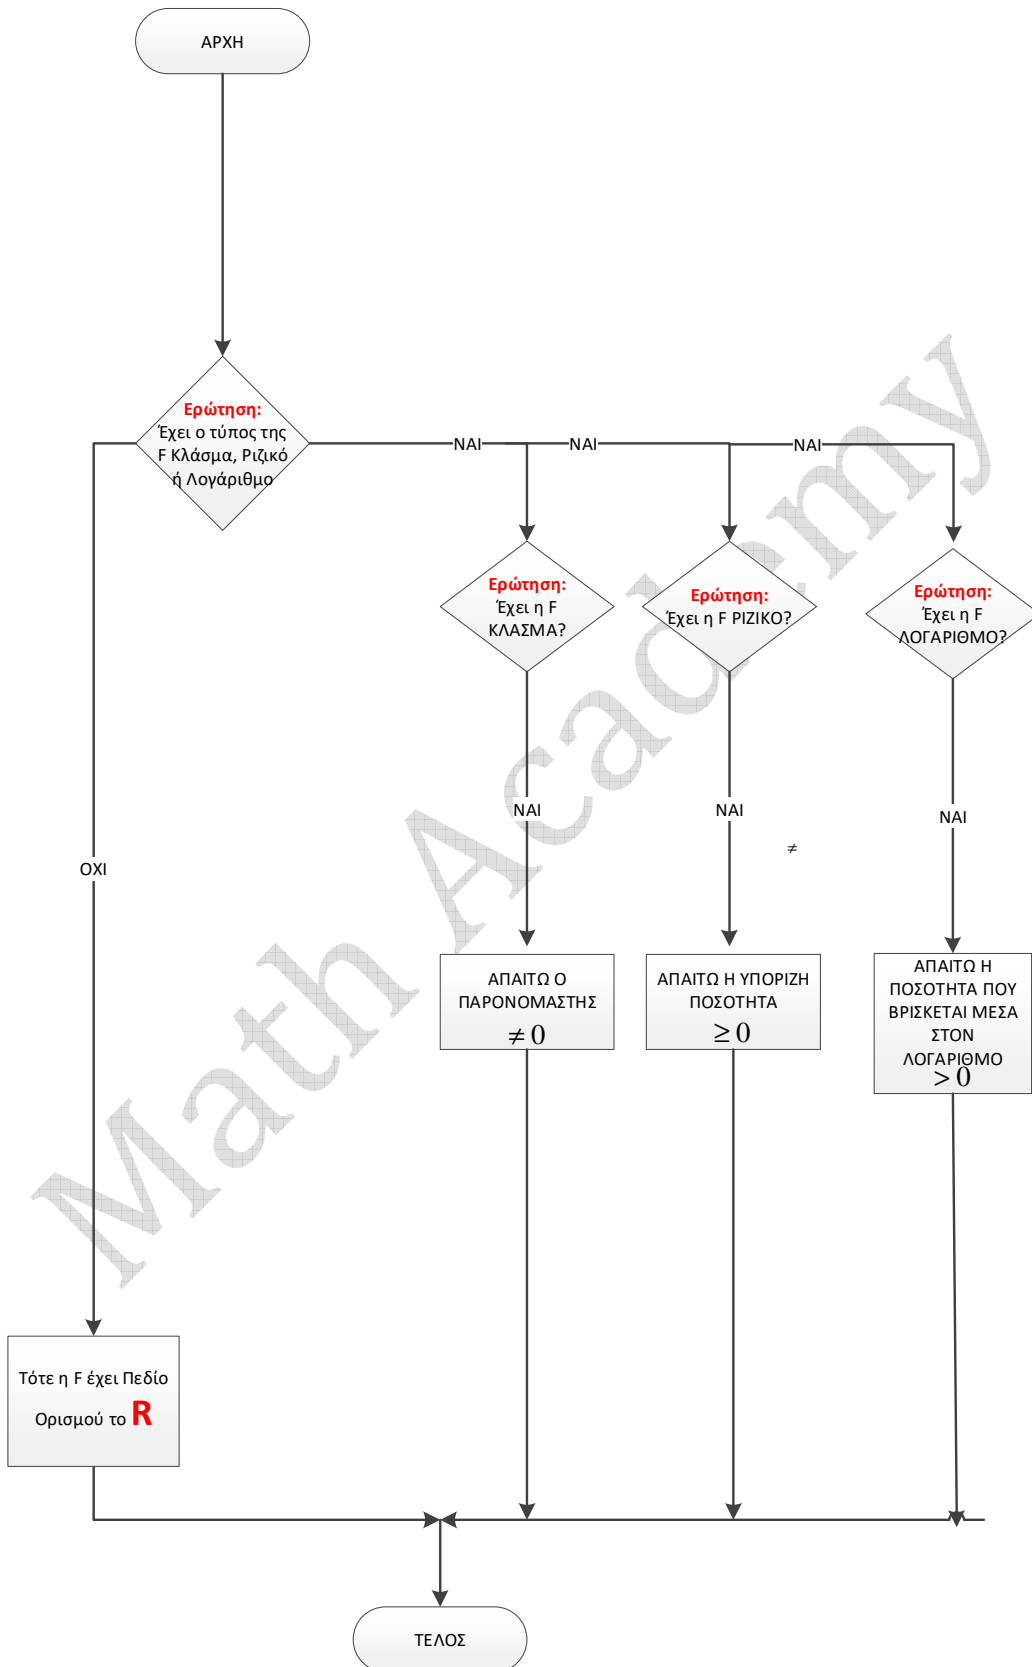 ΑΡΧΗ
Ερώτηση:
Έχει ο τύπος της
F Κλάσμα, Ριζικό
ή Λογάριθμο
ΝΑΙ
ΝΑΙ
ΝΑΙ
Ερώτηση:
Έχει η F
ΚΛΑΣΜΑ?
Ερώτηση:
Έχει η F ΡΙΖΙΚΟ?
Ερώτηση:
Έχει η F
ΛΟΓΑΡΙΘΜΟ?
ΝΑΙ
ΝΑΙ
ΝΑΙ
≠
ΟΧΙ
ΑΠΑΙΤΩ Ο
ΠΑΡΟΝΟΜΑΣΤΗΣ
≠ 0
ΑΠΑΙΤΩ Η ΥΠΟΡΙΖΗ
ΠΟΣΟΤΗΤΑ
≥ 0
ΑΠΑΙΤΩ Η
ΠΟΣΟΤΗΤΑ ΠΟΥ
ΒΡΙΣΚΕΤΑΙ ΜΕΣΑ
ΣΤΟΝ
ΛΟΓΑΡΙΘΜΟ
> 0
Τότε η F έχει Πεδίο
Ορισμού το R
ΤΕΛΟΣ
Math Academy